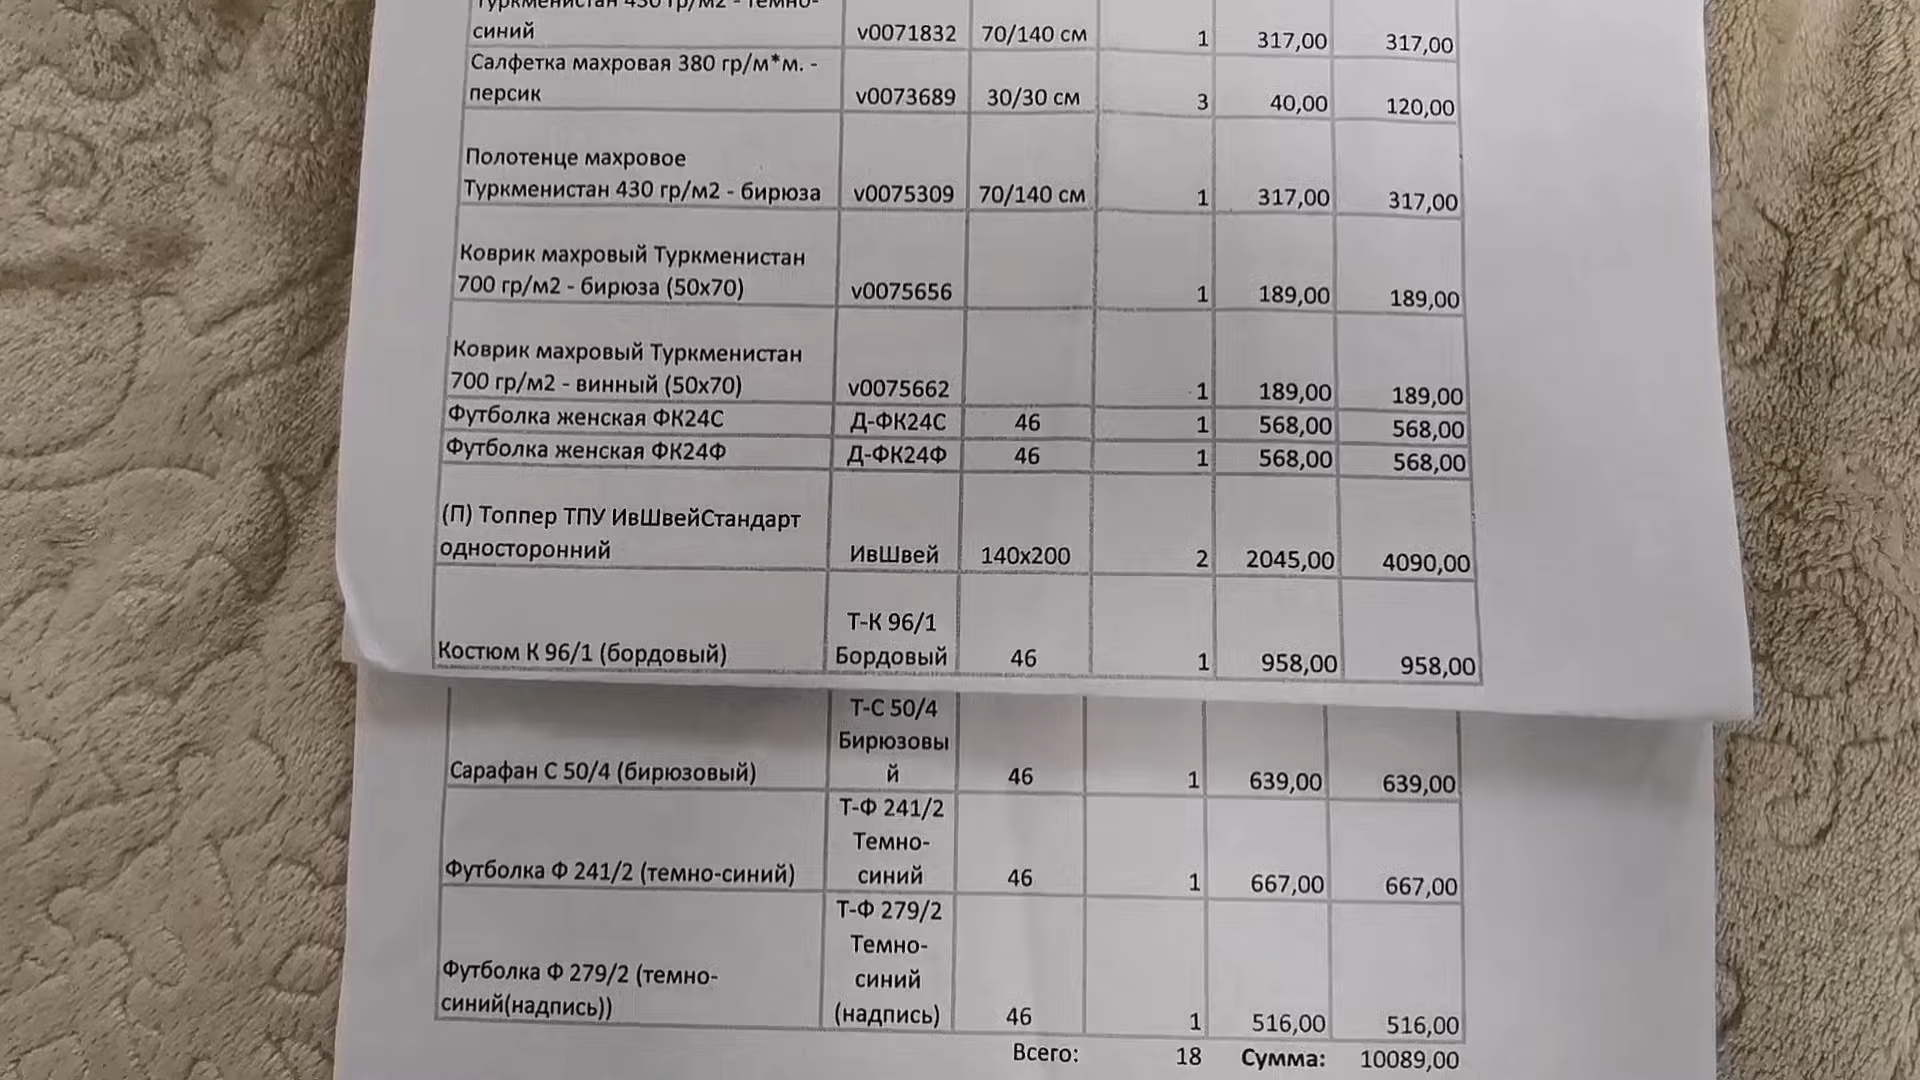 Туркменистан 430 гр/м2 - темно-
синий v0071832 70/140 см 1 317,00 317,00
Салфетка махровая 380 гр/м*м. -
персик v0073689 30/30 см 3 40,00 120,00
Полотенце махровое
Туркменистан 430 гр/м2 - бирюза v0075309 70/140 см 1 317,00 317,00
Коврик махровый Туркменистан
700 гр/м2 - бирюза (50х70) v0075656 1 189,00 189,00
Коврик махровый Туркменистан
700 гр/м2 - винный (50х70) v0075662 1 189,00 189,00
Футболка женская ФК24С Д-ФК24С 46 1 568,00 568,00
Футболка женская ФК24Ф Д-ФК24Ф 46 1 568,00 568,00
(П) Топпер ТПУ ИвШвейСтандарт
односторонний ИвШвей 140х200 2 2045,00 4090,00
Т-К 96/1
Костюм К 96/1 (бордовый) Бордовый 46 1 958,00 958,00
Т-С 50/4
Бирюзовы
Сарафан С 50/4 (бирюзовый) й 46 1 639,00 639,00
Т-Ф 241/2
Темно-
Футболка Ф 241/2 (темно-синий) синий 46 1 667,00 667,00
Т-Ф 279/2
Темно-
Футболка Ф 279/2 (темно- синий
синий(надпись)) (надпись) 46 1 516,00 516,00
Всего: 18 Сумма: 10089,00